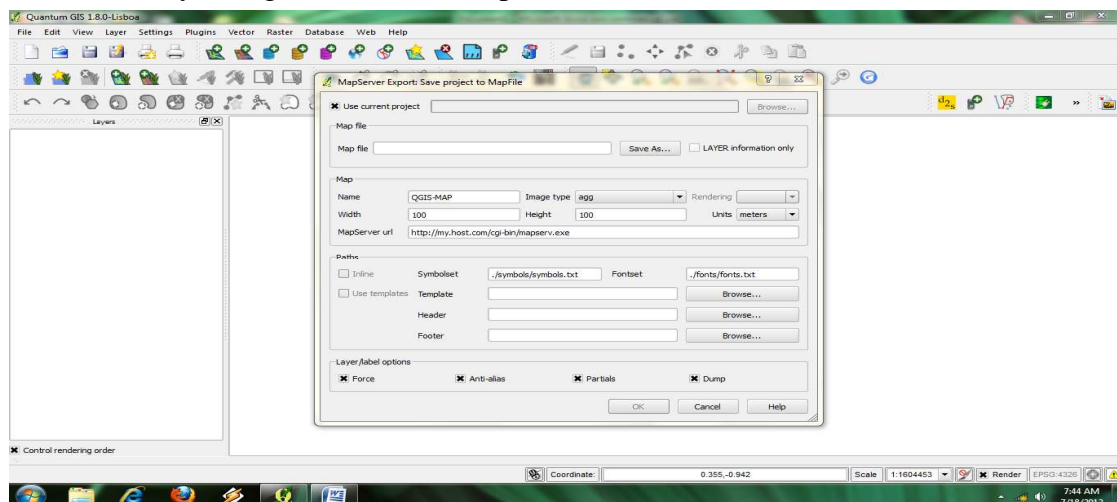 Quantum GIS 1.8.0-Lisboa
File Edit View Layer Settings Plugins Vector Raster Database Web Help
MapServer Export: Save project to MapFile
Use current project Browse...
Layers
Map file
Map file Save As... LAYER information only
Map
Name QGIS-MAP Image type agg Rendering
Width 100 Height 100 Units meters
MapServer url http://my.host.com/cgi-bin/mapserv.exe
Paths
Inline Symbolset ./symbols/symbols.txt Fontset ./fonts/fonts.txt
Use templates Template Browse...
Header Browse...
Footer Browse...
Layer/label options
Force Anti-alias Partials Dump
OK Cancel Help
Control rendering order
Coordinate: 0.355,-0.942 Scale 1:1604453 Render EPSG:4326
7:44 AM